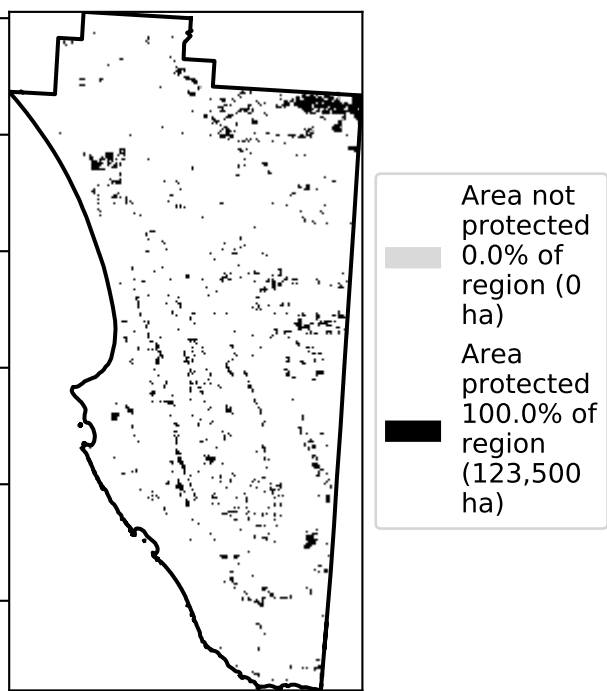 Area not
protected
0.0% of
region (0
ha)
Area
protected
100.0% of
region
(123,500
ha)